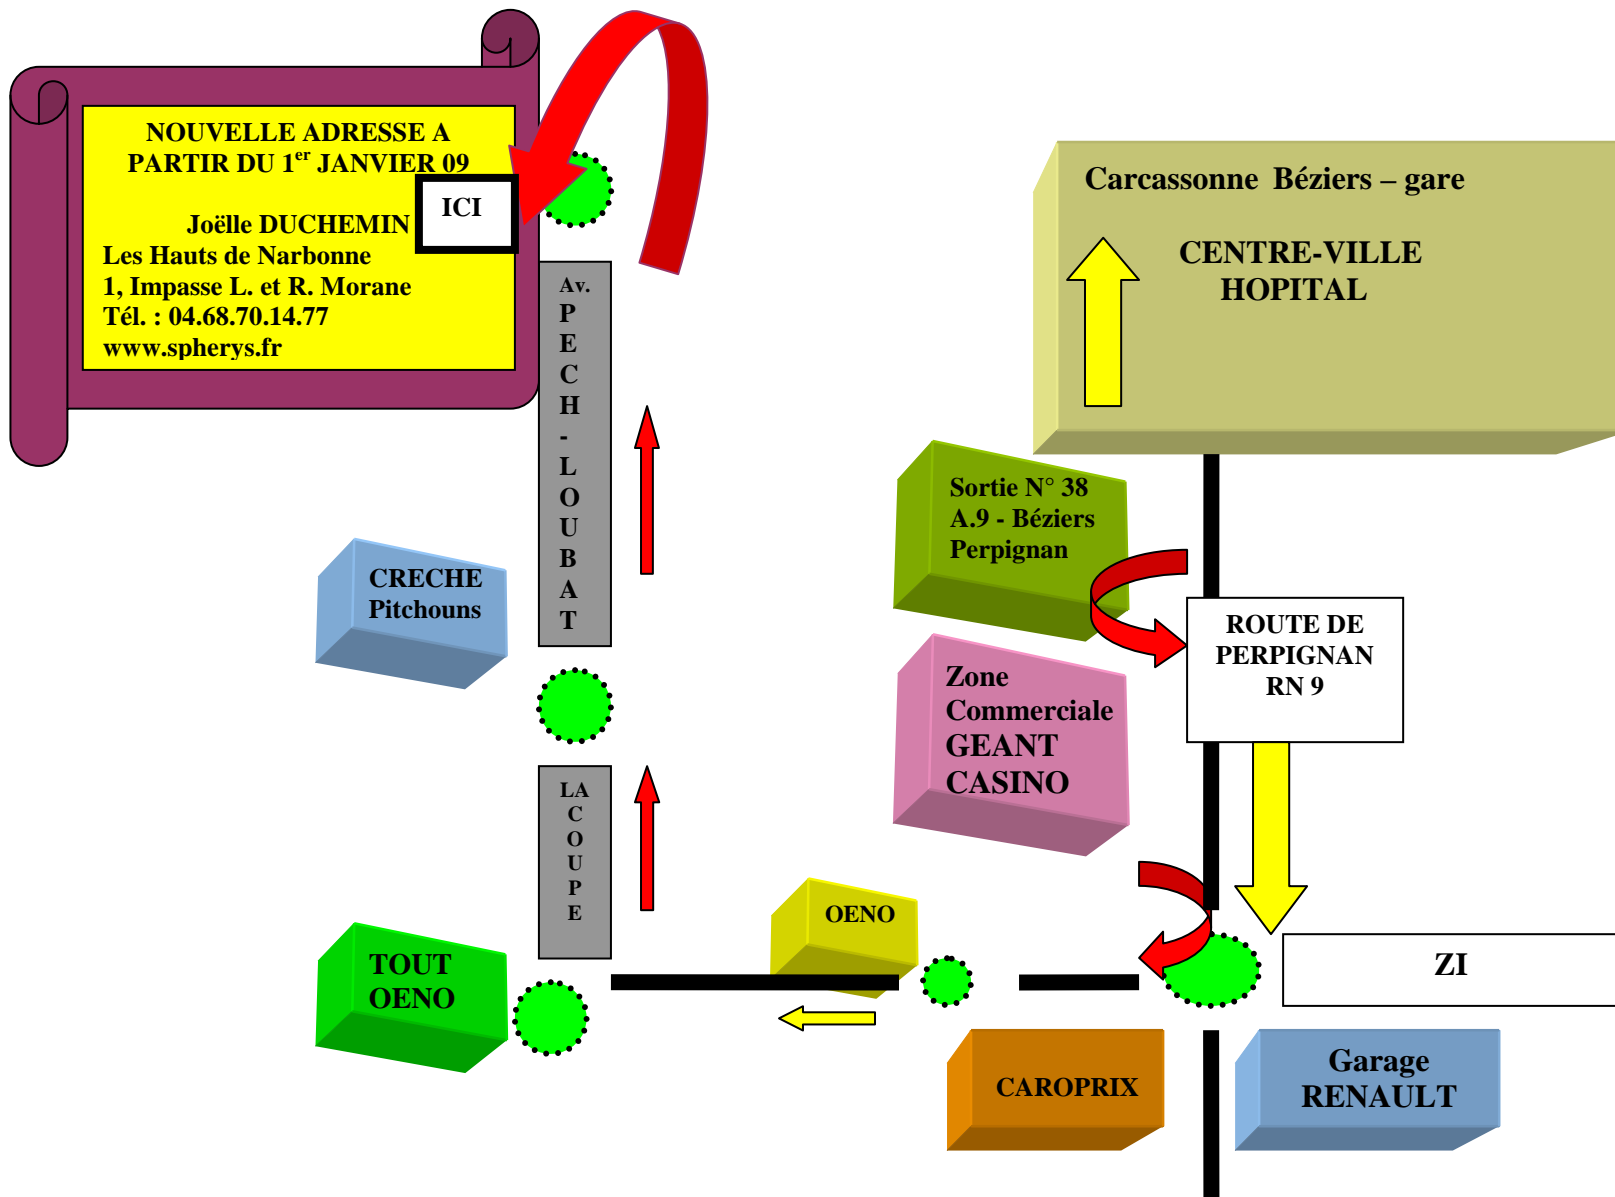 NOUVELLE ADRESSE A
PARTIR DU 1er JANVIER 09
ICI
Joëlle DUCHEMIN
Les Hauts de Narbonne
1, Impasse L. et R. Morane
Tél. : 04.68.70.14.77
www.spherys.fr
Av.
P
E
C
H
-
L
O
U
B
A
T
Carcassonne Béziers – gare
CENTRE-VILLE
HOPITAL
Sortie N° 38
A.9 - Béziers
Perpignan
CRECHE
Pitchouns
ROUTE DE
PERPIGNAN
RN 9
Zone
Commerciale
GEANT
CASINO
LA
C
O
U
P
E
OENO
TOUT
OENO
ZI
CAROPRIX
Garage
RENAULT